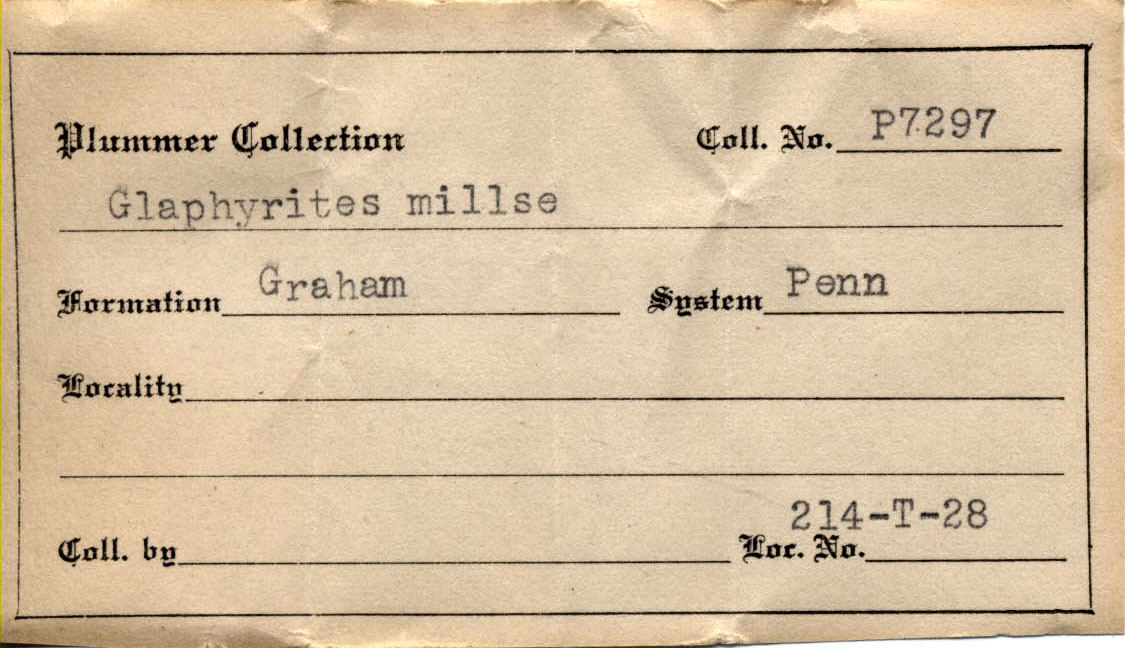 Plummer Collection Coll. No. P7297
Glaphyrites millse
Formation Graham System Penn
Locality
214-T-28
Coll. by Loc. No.